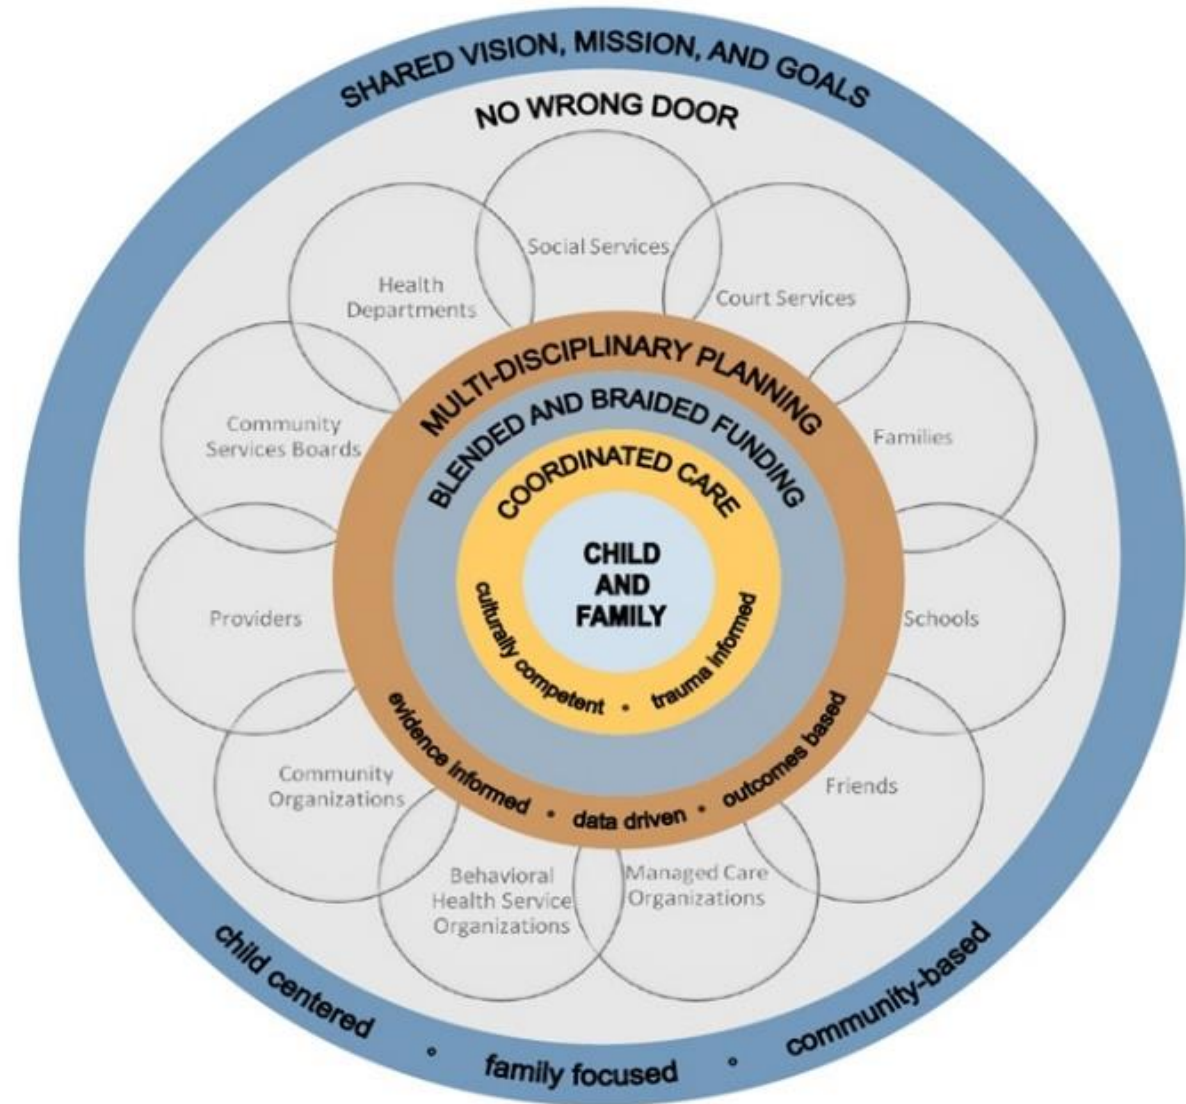 SHARED VISION, MISSION, AND GOALS
NO WRONG DOOR
Social Services
Health
Departments
Court Services
Community
Services Boards
Families
Providers
Schools
Community
Organizations
Friends
Behavioral
Health Service
Organizations
Managed Care
Organizations
MULTI-DISCIPLINARY PLANNING
BLENDED AND BRAIDED FUNDING
COORDINATED CARE
CHILD
AND
FAMILY
culturally competent • trauma informed
evidence informed • data driven • outcomes based
child centered ° family focused ° community-based